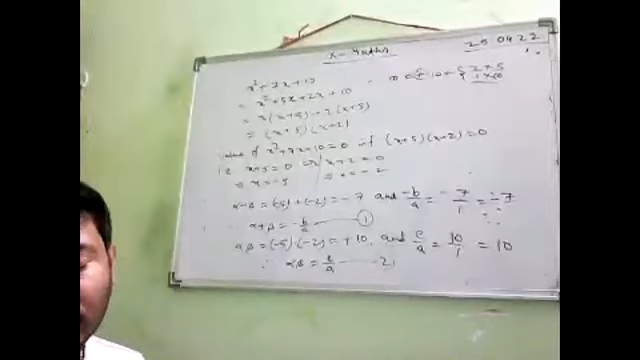 X - Maths
250422
x² + 7x + 10
= x² + 5x + 2x + 10
= x(x+5) + 2(x+5)
= (x+5) (x+2)
value of x² + 7x + 10 = 0 if (x+5)(x+2) = 0
i.e. x+5 = 0 or x+2 = 0
⇒ x = -5 ⇒ x = -2
α+β = (-5) + (-2) = -7 and -b/a = -7/1 = -7
∴ α+β = -b/a ——— ①
αβ = (-5)·(-2) = +10, and c/a = 10/1 = 10
∴ αβ = c/a ——— 2